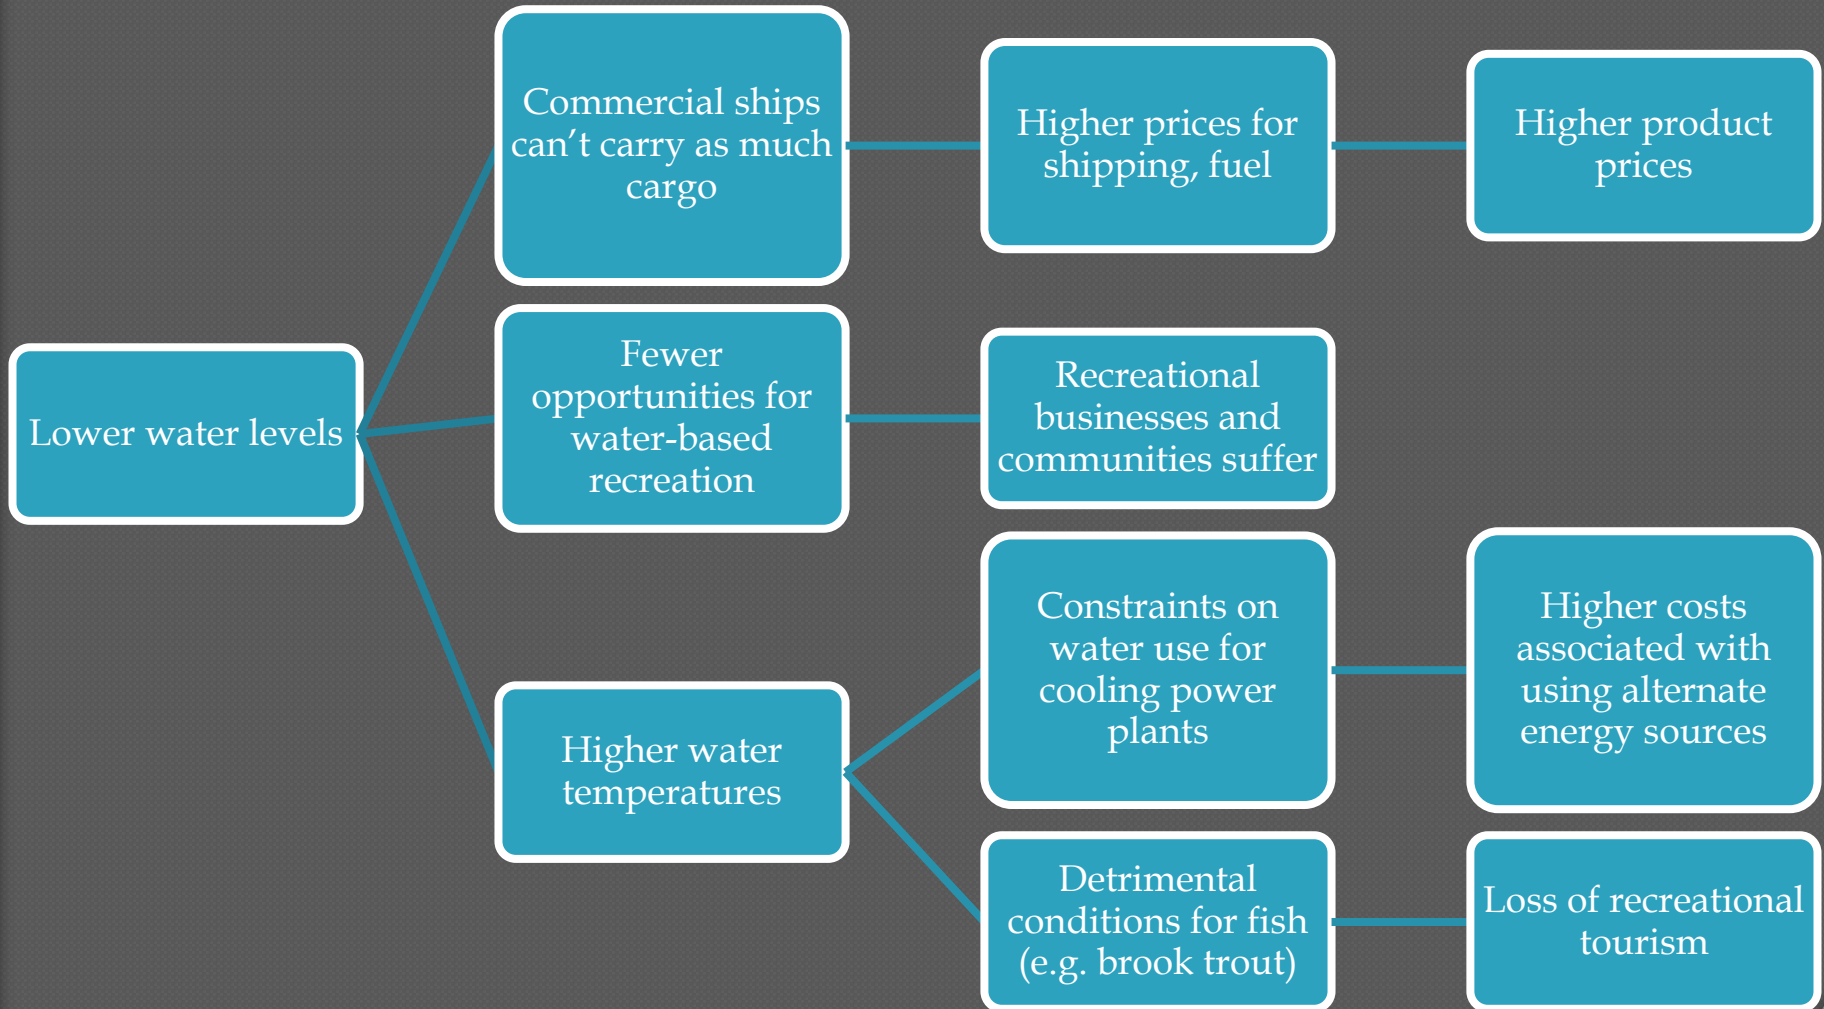 Lower water levels
Commercial ships
can’t carry as much
cargo
Higher prices for
shipping, fuel
Higher product
prices
Fewer
opportunities for
water-based
recreation
Recreational
businesses and
communities suffer
Higher water
temperatures
Constraints on
water use for
cooling power
plants
Higher costs
associated with
using alternate
energy sources
Detrimental
conditions for fish
(e.g. brook trout)
Loss of recreational
tourism